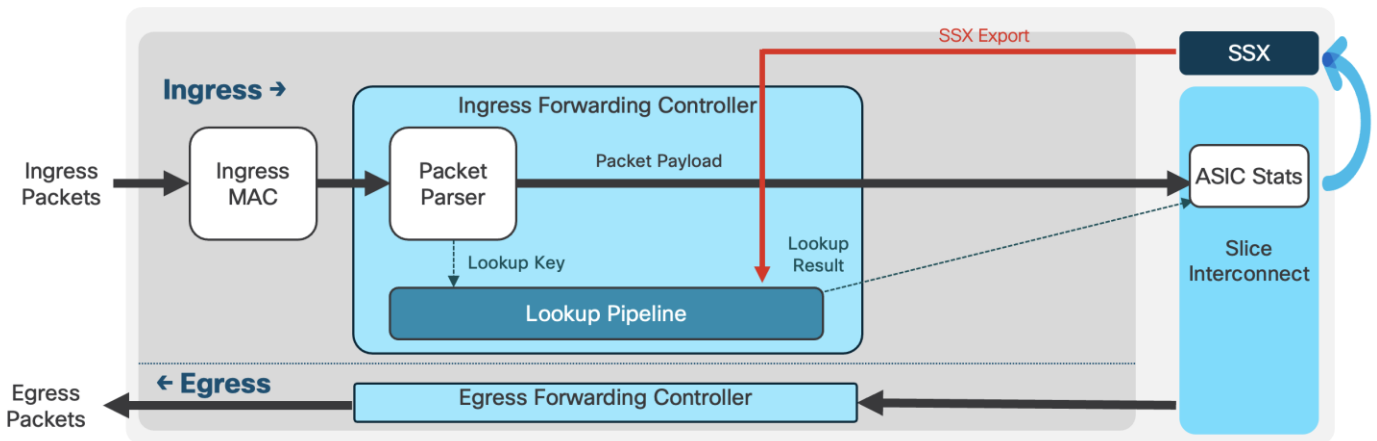 SSX Export
SSX
Ingress →
Ingress Forwarding Controller
Ingress
Packets
Ingress
MAC
Packet
Parser
Packet Payload
ASIC Stats
Lookup Key
Lookup
Result
Slice
Interconnect
Lookup Pipeline
← Egress
Egress
Packets
Egress Forwarding Controller